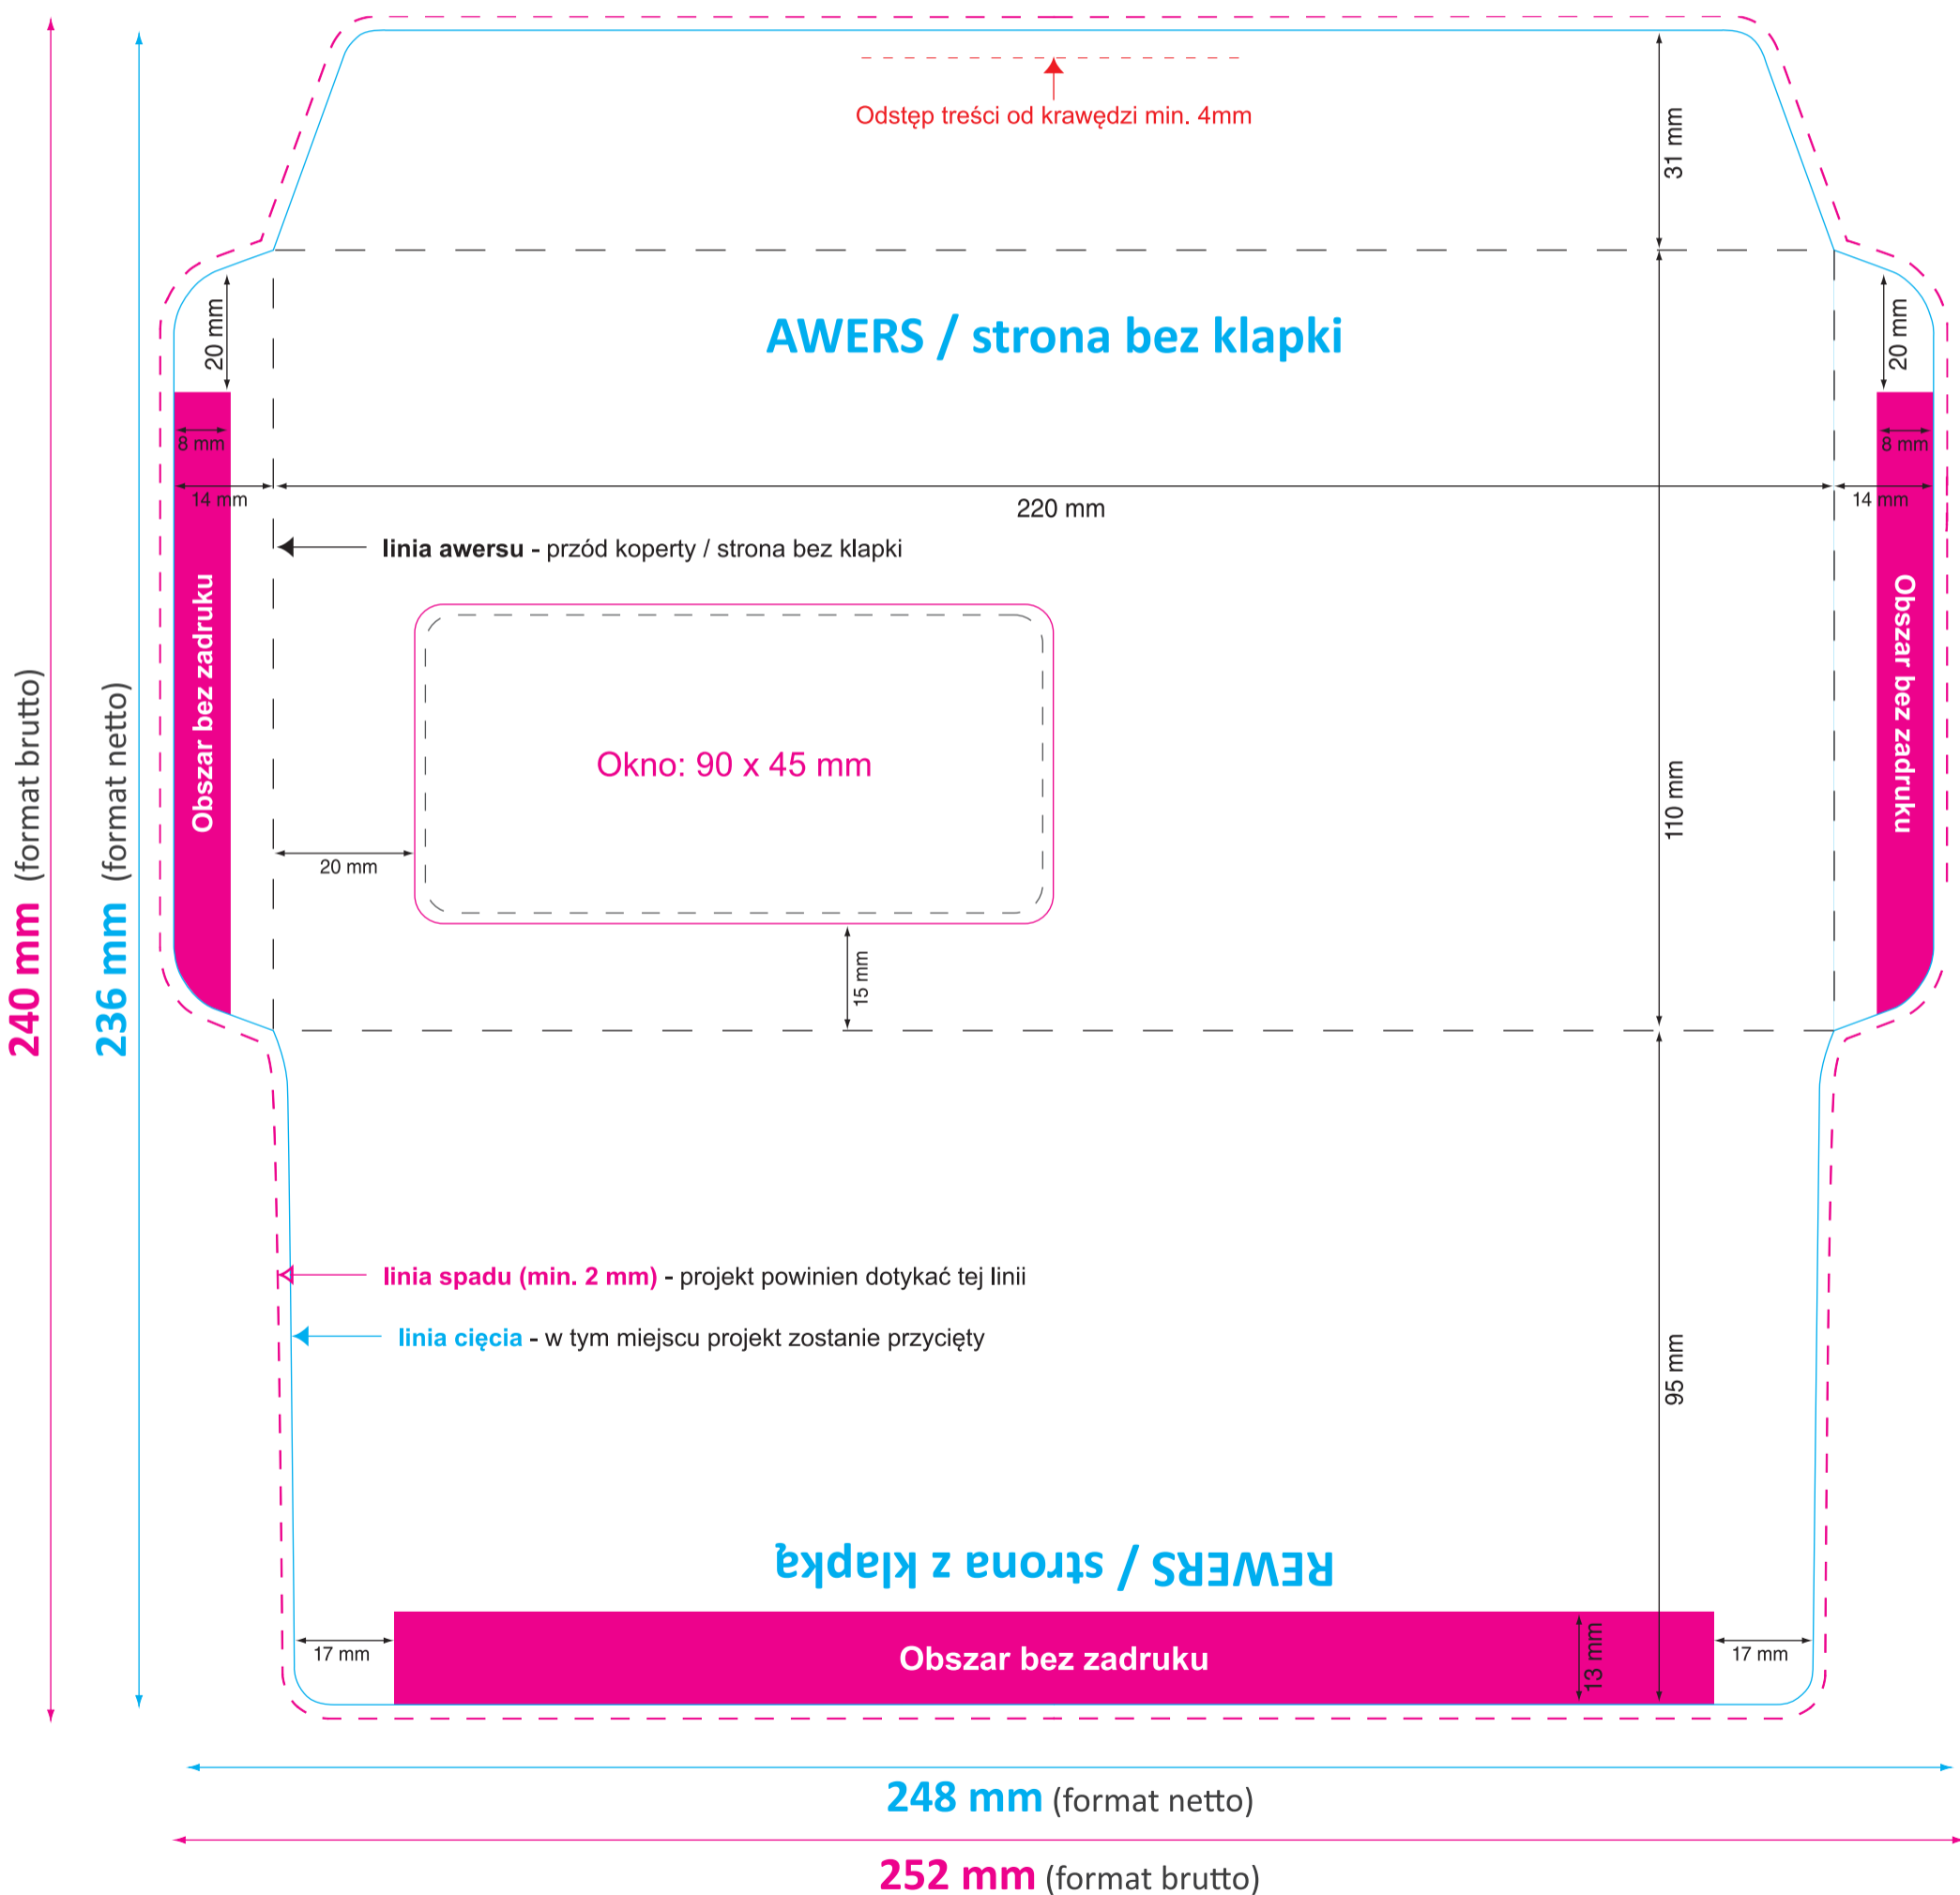 Odstęp treści od krawędzi min. 4mm
31 mm
20 mm
AWERS / strona bez klapki
20 mm
8 mm
8 mm
14 mm
220 mm
14 mm
linia awersu - przód koperty / strona bez klapki
Obszar bez zadruku
Obszar bez zadruku
Okno: 90 x 45 mm
110 mm
20 mm
15 mm
240 mm (format brutto)
236 mm (format netto)
linia spadu (min. 2 mm) - projekt powinien dotykać tej linii
linia cięcia - w tym miejscu projekt zostanie przycięty
95 mm
REWERS / strona z klapką
17 mm
Obszar bez zadruku
13 mm
17 mm
248 mm (format netto)
252 mm (format brutto)